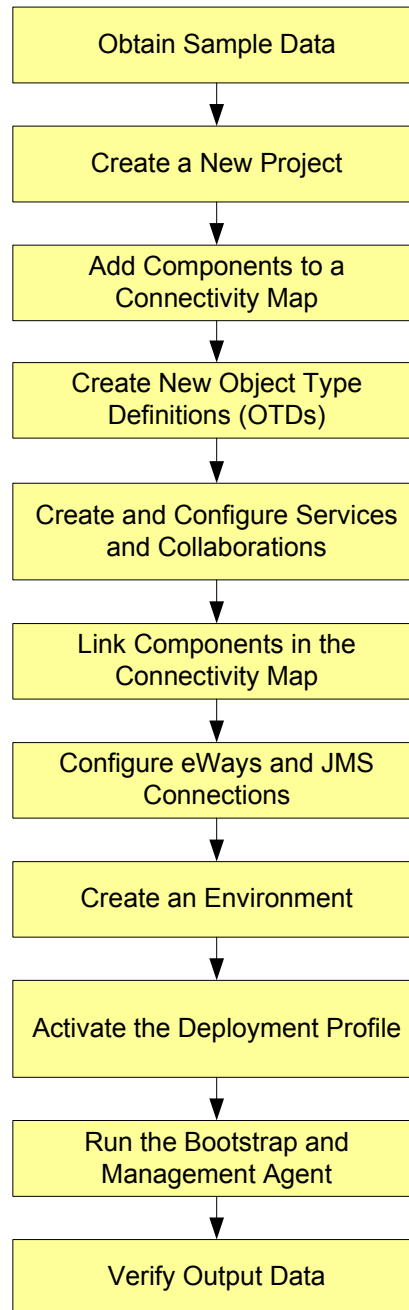 Obtain Sample Data
Create a New Project
Add Components to a
Connectivity Map
Create New Object Type
Definitions (OTDs)
Create and Configure Services
and Collaborations
Link Components in the
Connectivity Map
Configure eWays and JMS
Connections
Create an Environment
Activate the Deployment Profile
Run the Bootstrap and
Management Agent
Verify Output Data